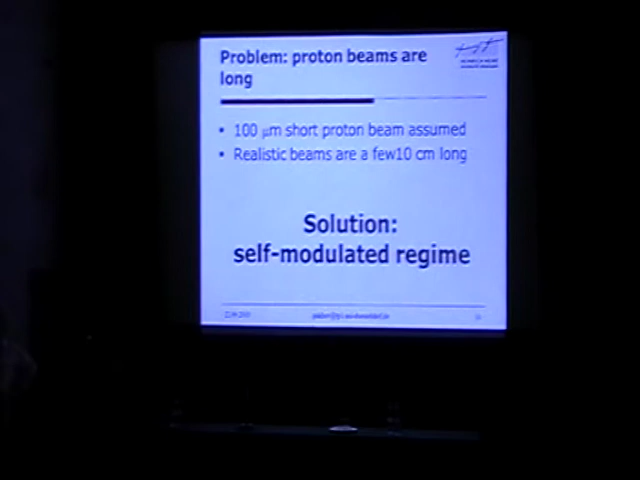 Problem: proton beams are
long
• 100 μm short proton beam assumed
• Realistic beams are a few10 cm long
Solution:
self-modulated regime